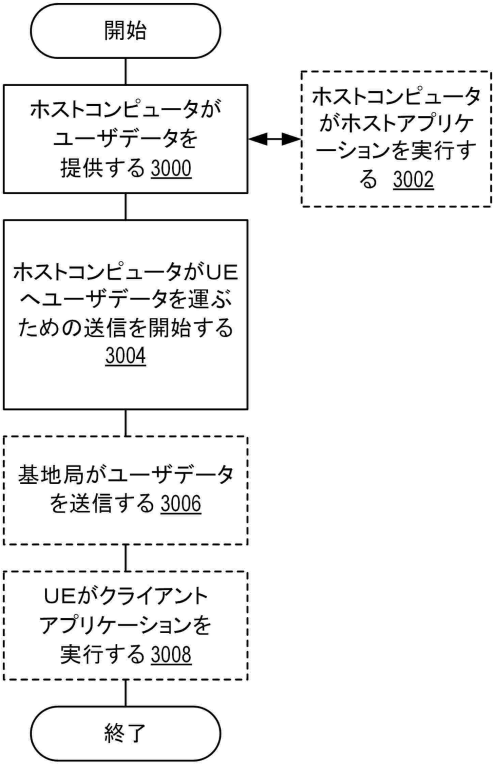 開始
ホストコンピュータが
ユーザデータを
提供する 3000
ホストコンピュータ
がホストアプリケ
ーションを実行す
る 3002
ホストコンピュータがUE
へユーザデータを運ぶ
ための送信を開始する
3004
基地局がユーザデータ
を送信する 3006
UEがクライアント
アプリケーションを
実行する 3008
終了